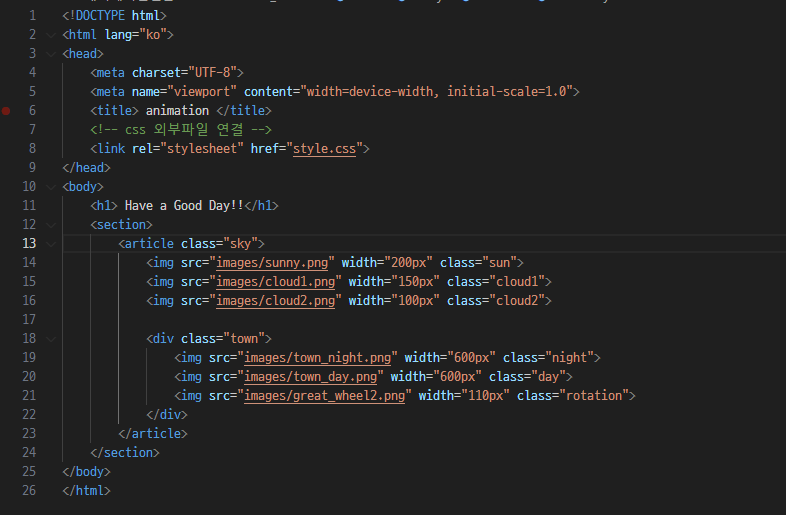 1 <!DOCTYPE html>
2 <html lang="ko">
3 <head>
4 <meta charset="UTF-8">
5 <meta name="viewport" content="width=device-width, initial-scale=1.0">
6 <title> animation </title>
7 <!-- css 외부파일 연결 -->
8 <link rel="stylesheet" href="style.css">
9 </head>
10 <body>
11 <h1> Have a Good Day!!</h1>
12 <section>
13 <article class="sky">
14 <img src="images/sunny.png" width="200px" class="sun">
15 <img src="images/cloud1.png" width="150px" class="cloud1">
16 <img src="images/cloud2.png" width="100px" class="cloud2">
17
18 <div class="town">
19 <img src="images/town_night.png" width="600px" class="night">
20 <img src="images/town_day.png" width="600px" class="day">
21 <img src="images/great_wheel2.png" width="110px" class="rotation">
22 </div>
23 </article>
24 </section>
25 </body>
26 </html>